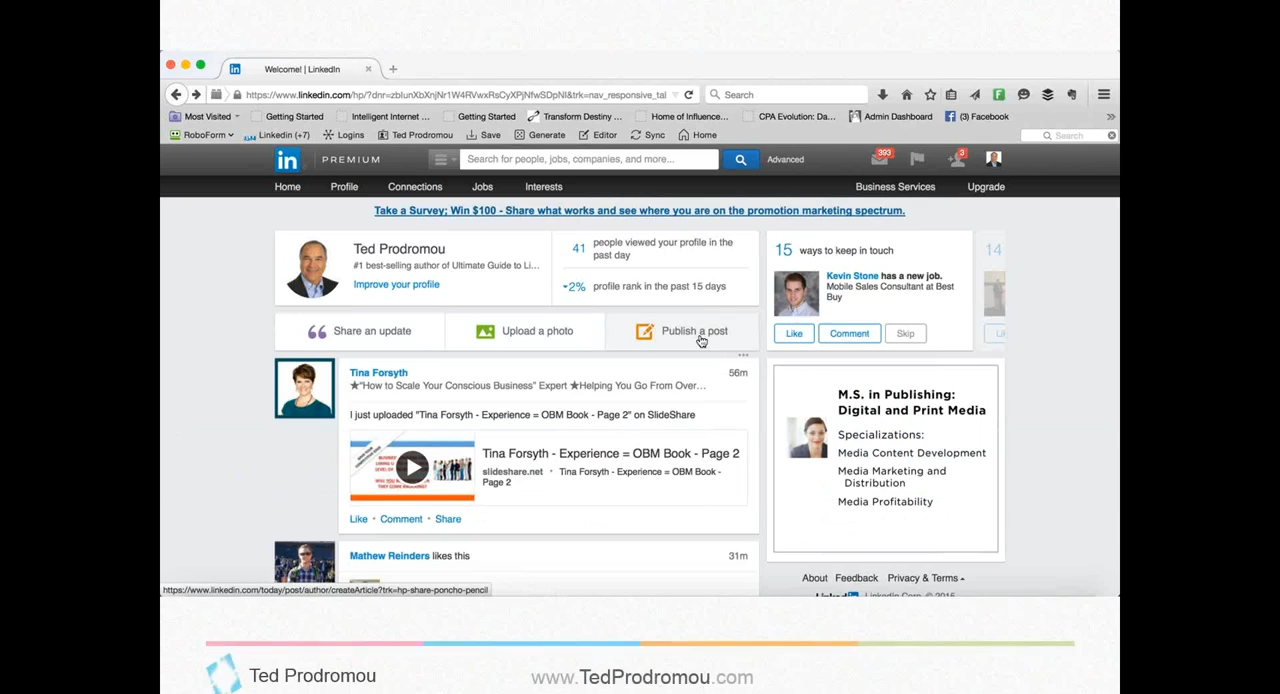 Welcome! | LinkedIn
https://www.linkedin.com/hp/?dnr=zbIunXbXnjNr1W4RVwxRsCyXPjNfwSDpNI&trk=nav_responsive_tal
Search
Most Visited
Getting Started
Intelligent Internet ...
Getting Started
Transform Destiny ...
Home of Influence...
CPA Evolution: Da...
Admin Dashboard
(3) Facebook
RoboForm
Linkedin (+7)
Logins
Ted Prodromou
Save
Generate
Editor
Sync
Home
Search
in PREMIUM
Search for people, jobs, companies, and more...
Advanced
393
3
Home Profile Connections Jobs Interests Business Services Upgrade
Take a Survey; Win $100 - Share what works and see where you are on the promotion marketing spectrum.
Ted Prodromou
#1 best-selling author of Ultimate Guide to Li...
Improve your profile
41 people viewed your profile in the
past day
2% profile rank in the past 15 days
15 ways to keep in touch
14
Kevin Stone has a new job.
Mobile Sales Consultant at Best
Buy
Like Comment Skip
Share an update Upload a photo Publish a post
Tina Forsyth 56m
★"How to Scale Your Conscious Business" Expert ★Helping You Go From Over...
I just uploaded "Tina Forsyth - Experience = OBM Book - Page 2" on SlideShare
Tina Forsyth - Experience = OBM Book - Page 2
slideshare.net • Tina Forsyth - Experience = OBM Book -
Page 2
Like • Comment • Share
Mathew Reinders likes this 31m
M.S. in Publishing:
Digital and Print Media
Specializations:
Media Content Development
Media Marketing and
Distribution
Media Profitability
About Feedback Privacy & Terms
LinkedIn Corp. ©
https://www.linkedin.com/today/post/author/createArticle?trk=hp-share-poncho-pencil
Ted Prodromou
www.TedProdromou.com